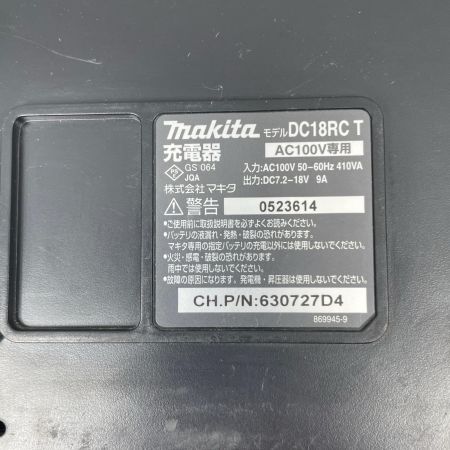 makita モデル DC18RC T
充電器 AC100V専用
PS E GS 064 JQA
入力:AC100V 50-60Hz 410VA
出力:DC7.2-18V 9A
株式会社 マキタ
⚠警告 0523614
●ご使用前に取扱説明書を必ずよくお読みください。
●バッテリの液漏れ・発熱・破裂の恐れがあります。
マキタ専用の指定バッテリの充電以外には使用しないでください。
●火災・感電・破裂の恐れがあります。
雨中では使用しないでください。
●故障の原因になります。発電機・昇圧器は使用しないでください。
CH.P/N:630727D4
869945-9